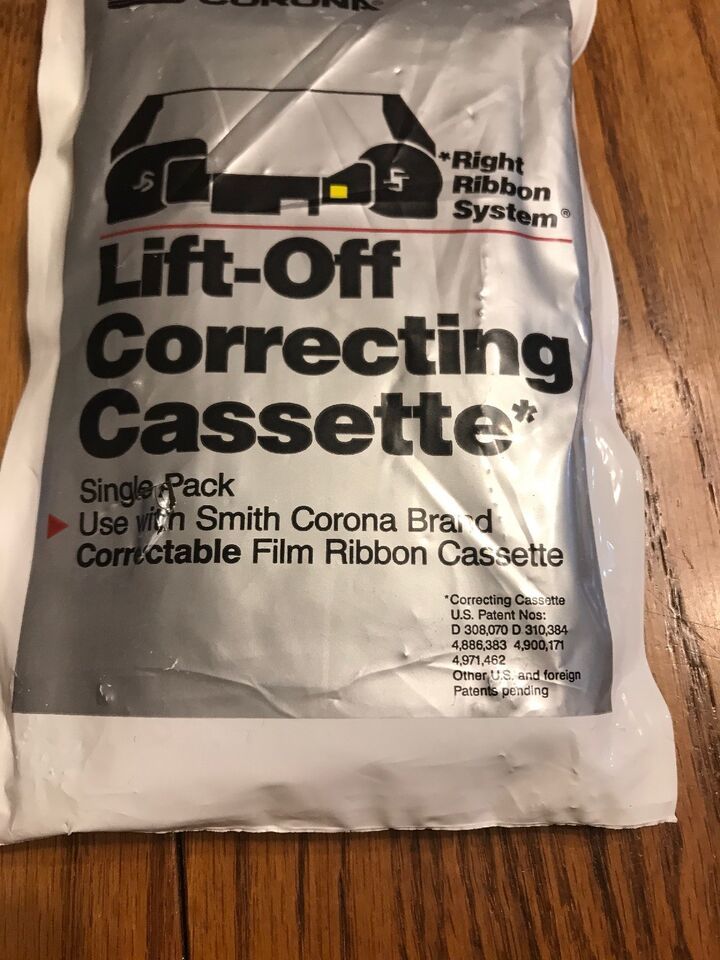 CORONA®
*Right
Ribbon
System®
Lift-Off
Correcting
Cassette*
Single Pack
Use with Smith Corona Brand
Correctable Film Ribbon Cassette
*Correcting Cassette
U.S. Patent Nos:
D 308,070 D 310,384
4,886,383 4,900,171
4,971,462
Other U.S. and foreign
Patents pending